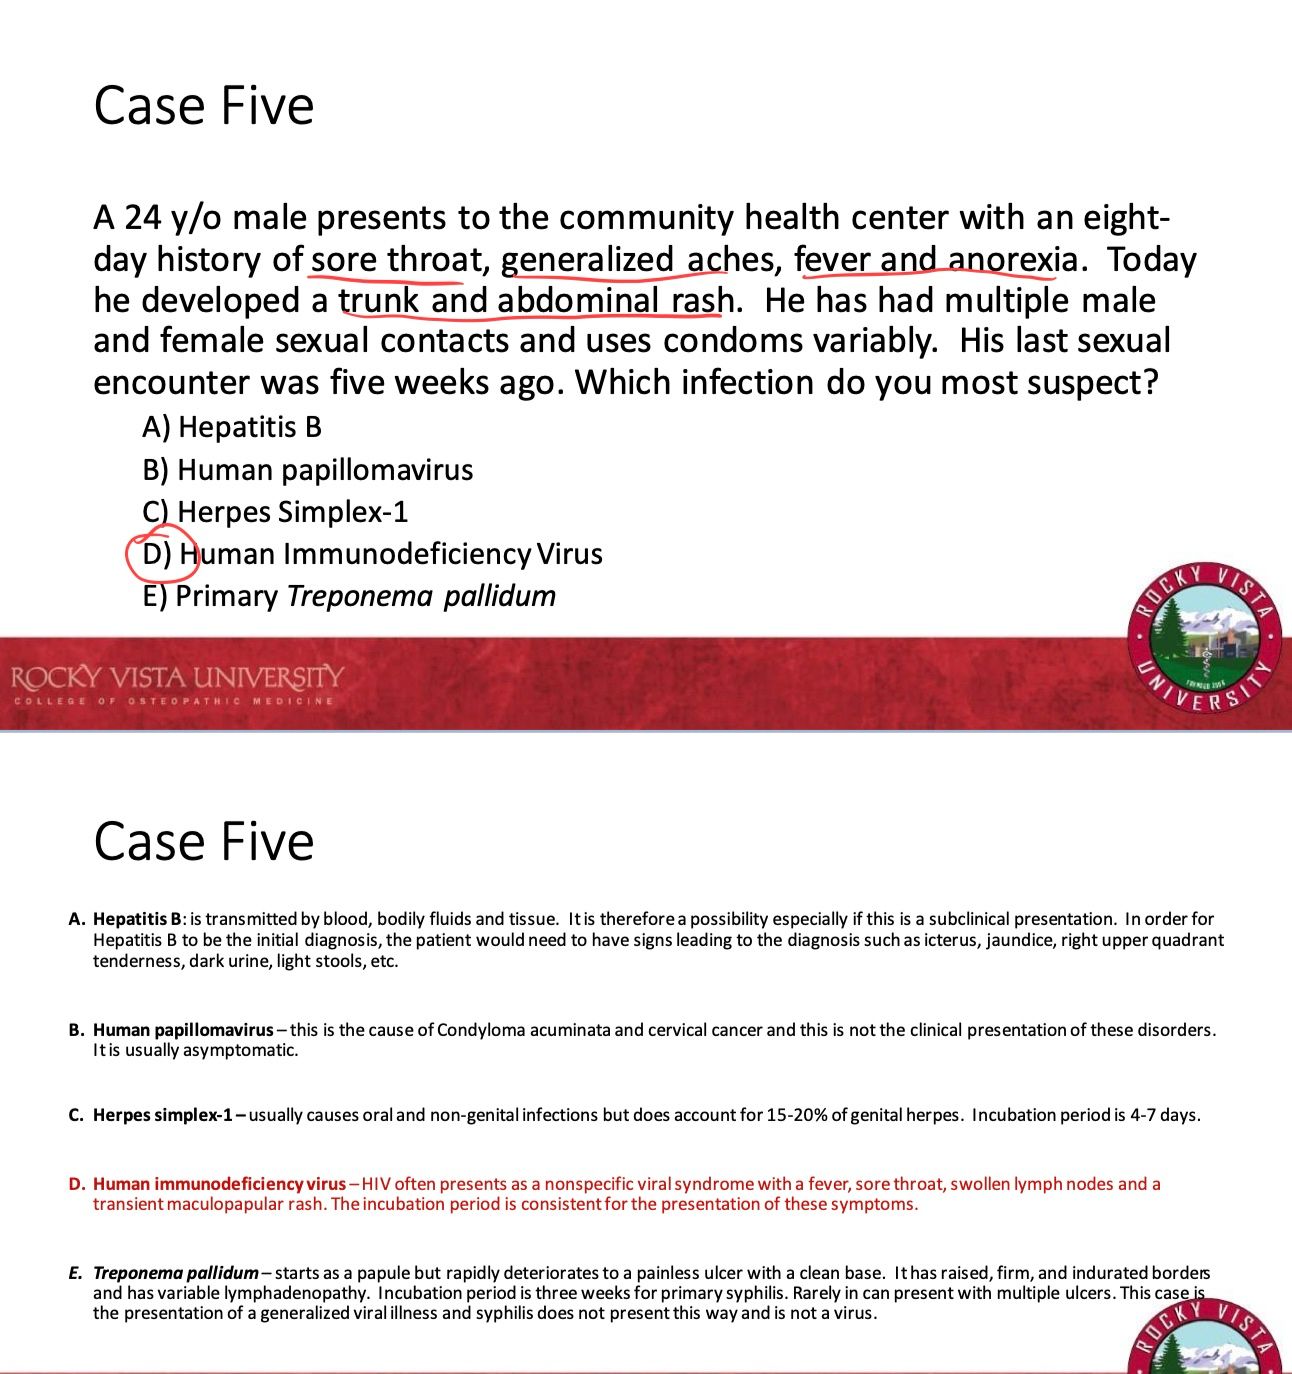 Case Five
A 24 y/o male presents to the community health center with an eight-
day history of sore throat, generalized aches, fever and anorexia. Today
he developed a trunk and abdominal rash. He has had multiple male
and female sexual contacts and uses condoms variably. His last sexual
encounter was five weeks ago. Which infection do you most suspect?
A) Hepatitis B
B) Human papillomavirus
C) Herpes Simplex-1
D) Human Immunodeficiency Virus
E) Primary Treponema pallidum
ROCKY VISTA UNIVERSITY
COLLEGE OF OSTEOPATHIC MEDICINE
ROCKY VISTA
UNIVERSITY
Case Five
A. Hepatitis B: is transmitted by blood, bodily fluids and tissue. It is therefore a possibility especially if this is a subclinical presentation. In order for
Hepatitis B to be the initial diagnosis, the patient would need to have signs leading to the diagnosis such as icterus, jaundice, right upper quadrant
tenderness, dark urine, light stools, etc.
B. Human papillomavirus – this is the cause of Condyloma acuminata and cervical cancer and this is not the clinical presentation of these disorders.
It is usually asymptomatic.
C. Herpes simplex-1 – usually causes oral and non-genital infections but does account for 15-20% of genital herpes. Incubation period is 4-7 days.
D. Human immunodeficiency virus – HIV often presents as a nonspecific viral syndrome with a fever, sore throat, swollen lymph nodes and a
transient maculopapular rash. The incubation period is consistent for the presentation of these symptoms.
E. Treponema pallidum – starts as a papule but rapidly deteriorates to a painless ulcer with a clean base. It has raised, firm, and indurated borders
and has variable lymphadenopathy. Incubation period is three weeks for primary syphilis. Rarely in can present with multiple ulcers. This case is
the presentation of a generalized viral illness and syphilis does not present this way and is not a virus.
ROCKY VISTA